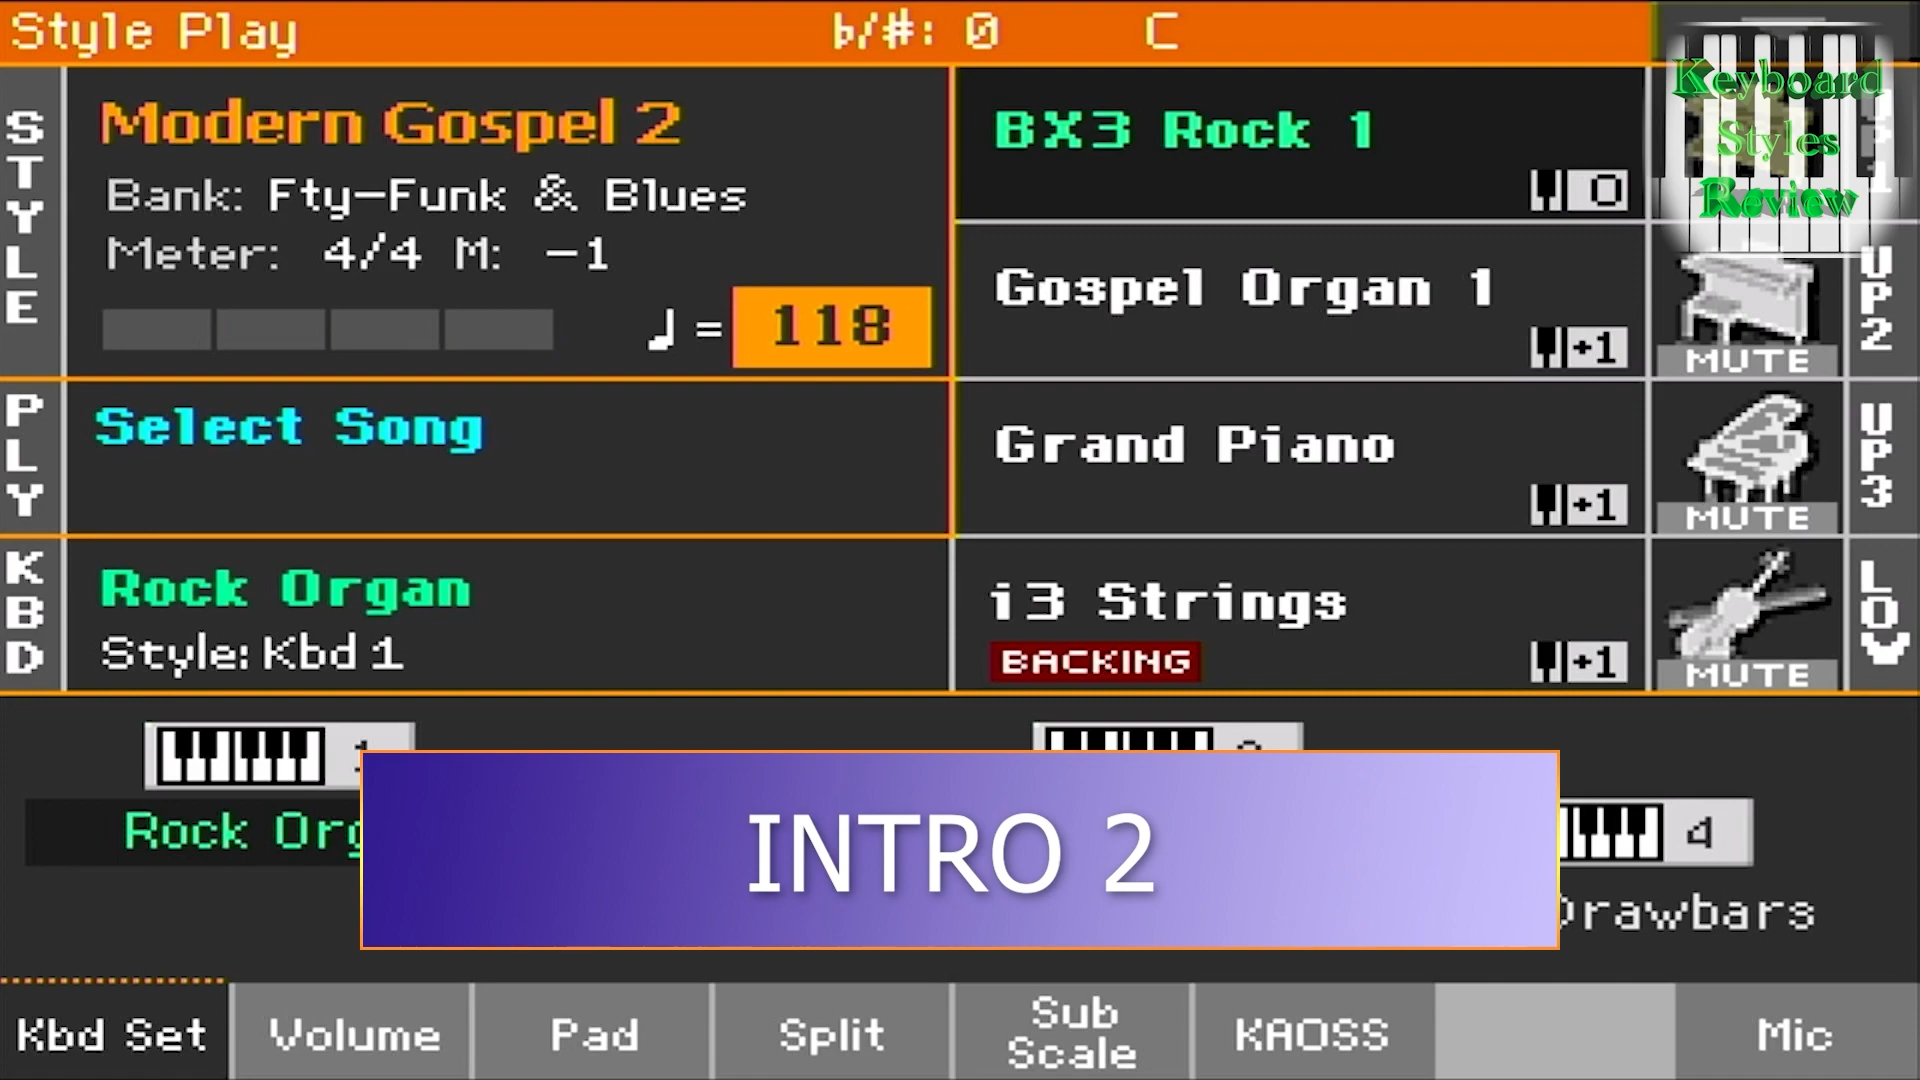 Style Play
b/#: 0
C
Keyboard
Styles
Review
STYLE
Modern Gospel 2
Bank: Fty-Funk & Blues
Meter: 4/4 M: -1
♩ = 118
BX3 Rock 1
0
Gospel Organ 1
+1
MUTE
UP2
PLY
Select Song
Grand Piano
+1
MUTE
UP3
KBD
Rock Organ
Style: Kbd 1
i3 Strings
BACKING
+1
MUTE
LOW
Rock Org
INTRO 2
4
Drawbars
Kbd Set
Volume
Pad
Split
Sub
Scale
KAOSS
Mic